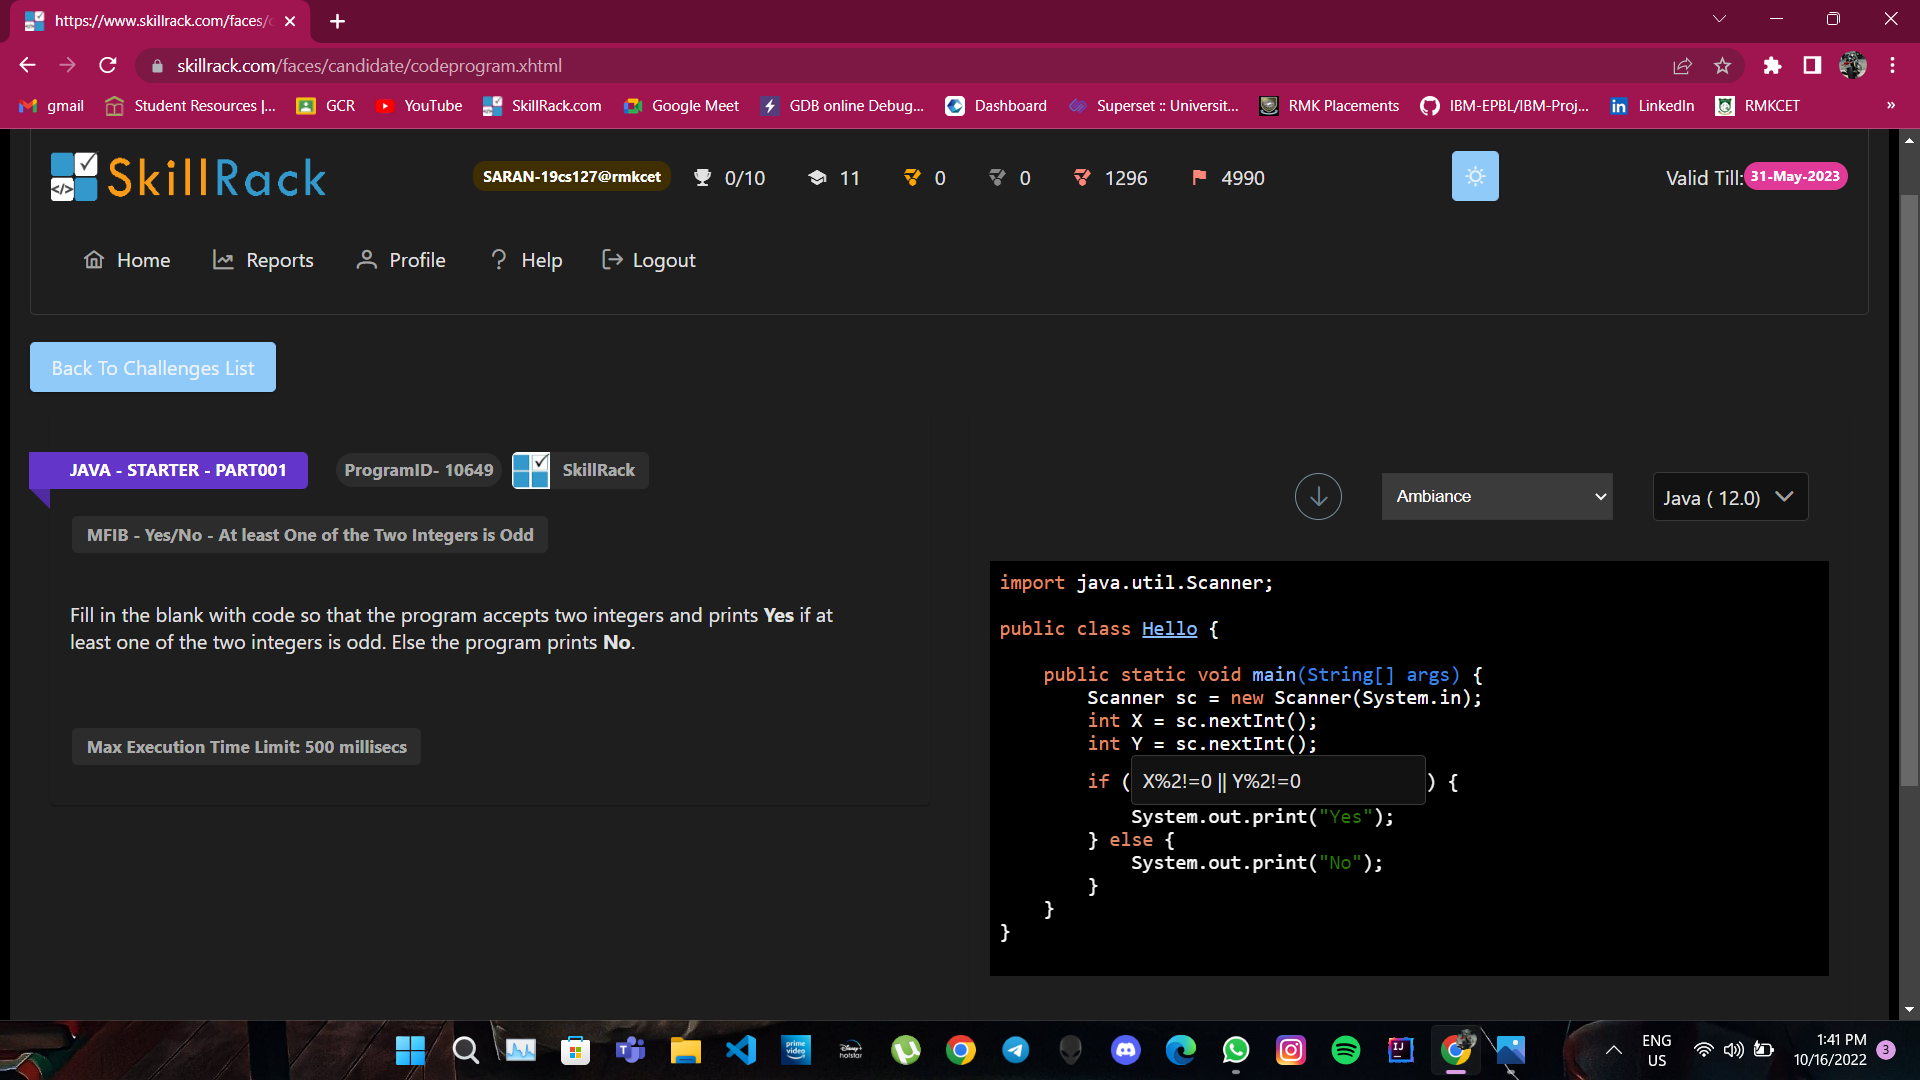 https://www.skillrack.com/faces/c
skillrack.com/faces/candidate/codeprogram.xhtml
gmail
Student Resources |...
GCR
YouTube
SkillRack.com
Google Meet
GDB online Debug...
Dashboard
Superset :: Universit...
RMK Placements
IBM-EPBL/IBM-Proj...
LinkedIn
RMKCET
»
SkillRack
SARAN-19cs127@rmkcet
0/10
11
0
0
1296
4990
Valid Till: 31-May-2023
Home
Reports
Profile
Help
Logout
Back To Challenges List
JAVA - STARTER - PART001
ProgramID- 10649
SkillRack
Ambiance
Java ( 12.0)
MFIB - Yes/No - At least One of the Two Integers is Odd
Fill in the blank with code so that the program accepts two integers and prints Yes if at
least one of the two integers is odd. Else the program prints No.
Max Execution Time Limit: 500 millisecs
import java.util.Scanner;
public class Hello {
public static void main(String[] args) {
Scanner sc = new Scanner(System.in);
int X = sc.nextInt();
int Y = sc.nextInt();
if ( X%2!=0 || Y%2!=0 ) {
System.out.print("Yes");
} else {
System.out.print("No");
}
}
}
prime video
Disney+ hotstar
ENG
US
1:41 PM
10/16/2022
3